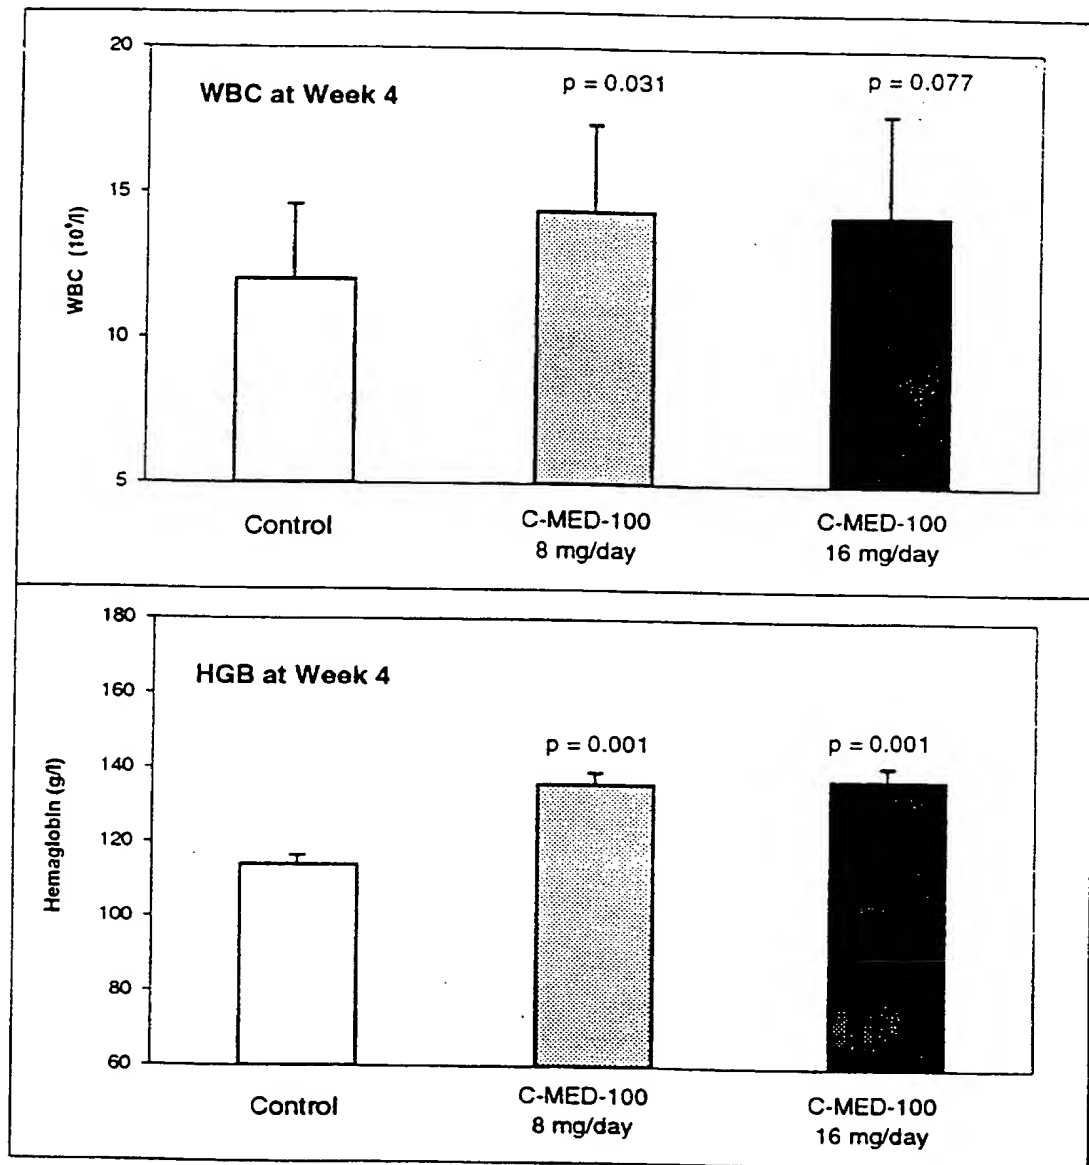 WBC at Week 4
p = 0.031
p = 0.077
20
15
10
5
WBC (10⁹/l)
Control
C-MED-100
8 mg/day
C-MED-100
16 mg/day
HGB at Week 4
p = 0.001
p = 0.001
180
160
140
120
100
80
60
Hemaglobin (g/l)
Control
C-MED-100
8 mg/day
C-MED-100
16 mg/day